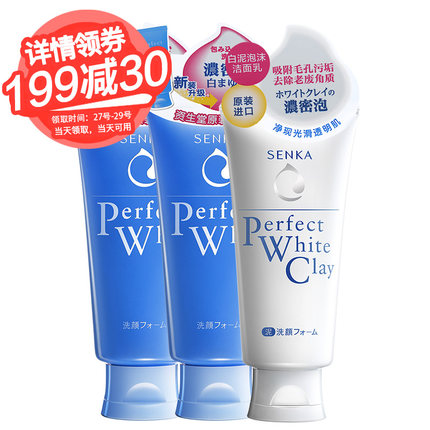 详情领券
199减30
领取时间：27号-29号
当天领取，当天可用
新装
升级
资生堂原装
SENKA
Perfect
W
洗顔フォーム
包み込
濃密
白まゆ
SENKA
Perfect
W
洗顔フォーム
白泥泡沫
洁面乳
原装
进口
吸附毛孔污垢
去除老废角质
ホワイトクレイの
濃密泡
净现光滑透明肌
SENKA
Perfect
White
Clay
泥 洗顔フォーム